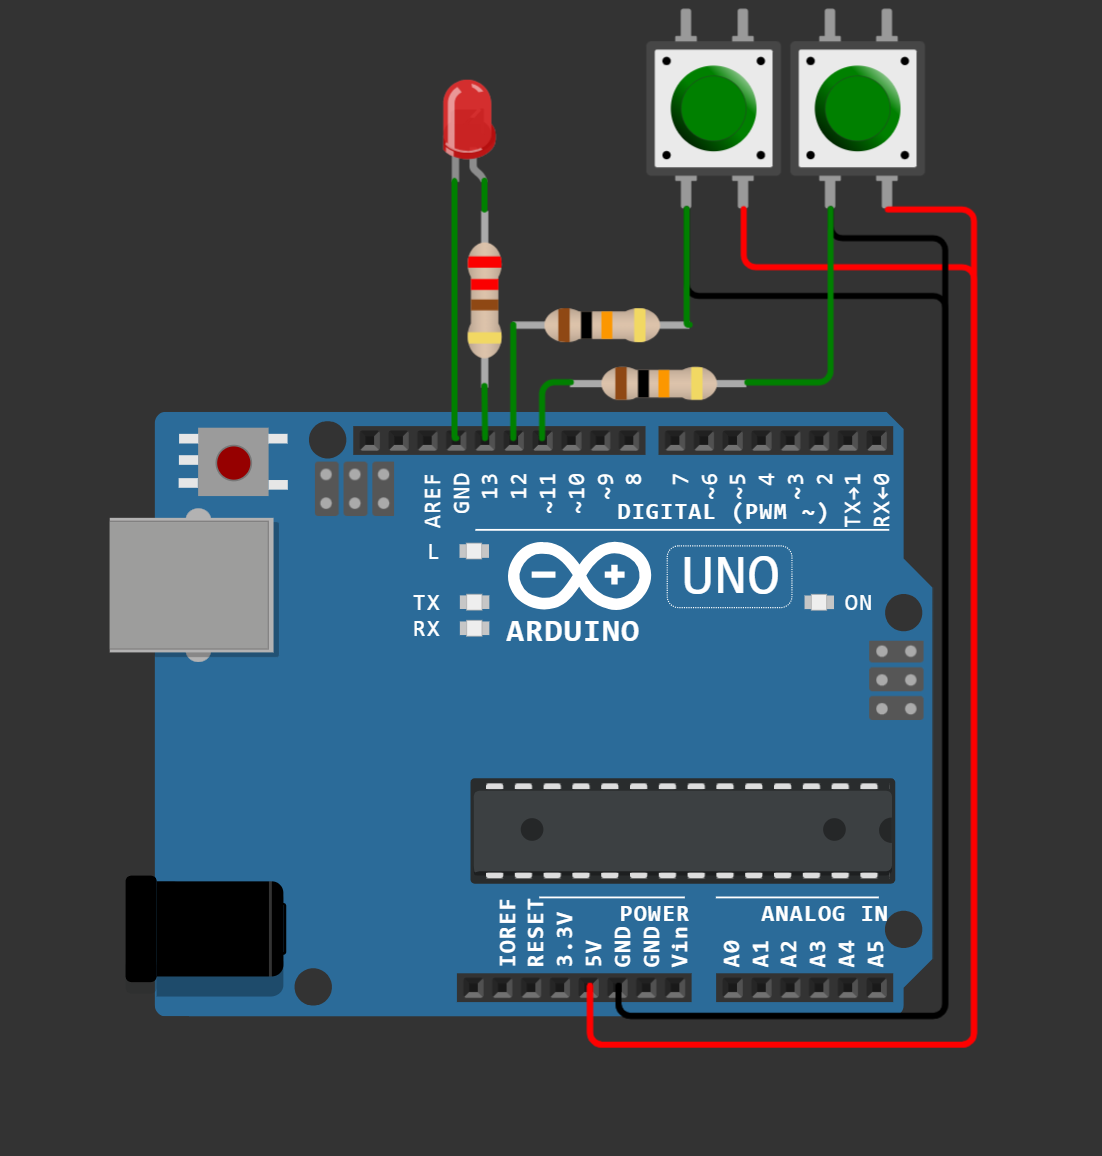 AREF
GND
13
12
~11
~10
~9
8
7
~6
~5
4
~3
2
TX→1
RX←0
DIGITAL (PWM ~)
L
TX
RX
UNO
ON
ARDUINO
POWER
ANALOG IN
IOREF
RESET
3.3V
5V
GND
GND
Vin
A0
A1
A2
A3
A4
A5